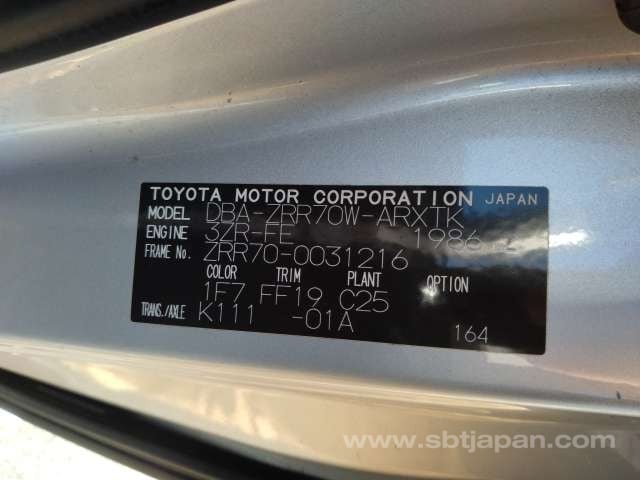 TOYOTA MOTOR CORPORATION JAPAN
MODEL DBA-ZRR70W-ARXTK
ENGINE 3ZR-FE 1986
FRAME No. ZRR70-0031216
COLOR TRIM PLANT OPTION
1F7 FF19 C25
TRANS./AXLE K111 -01A 164
www.sbtjapan.com